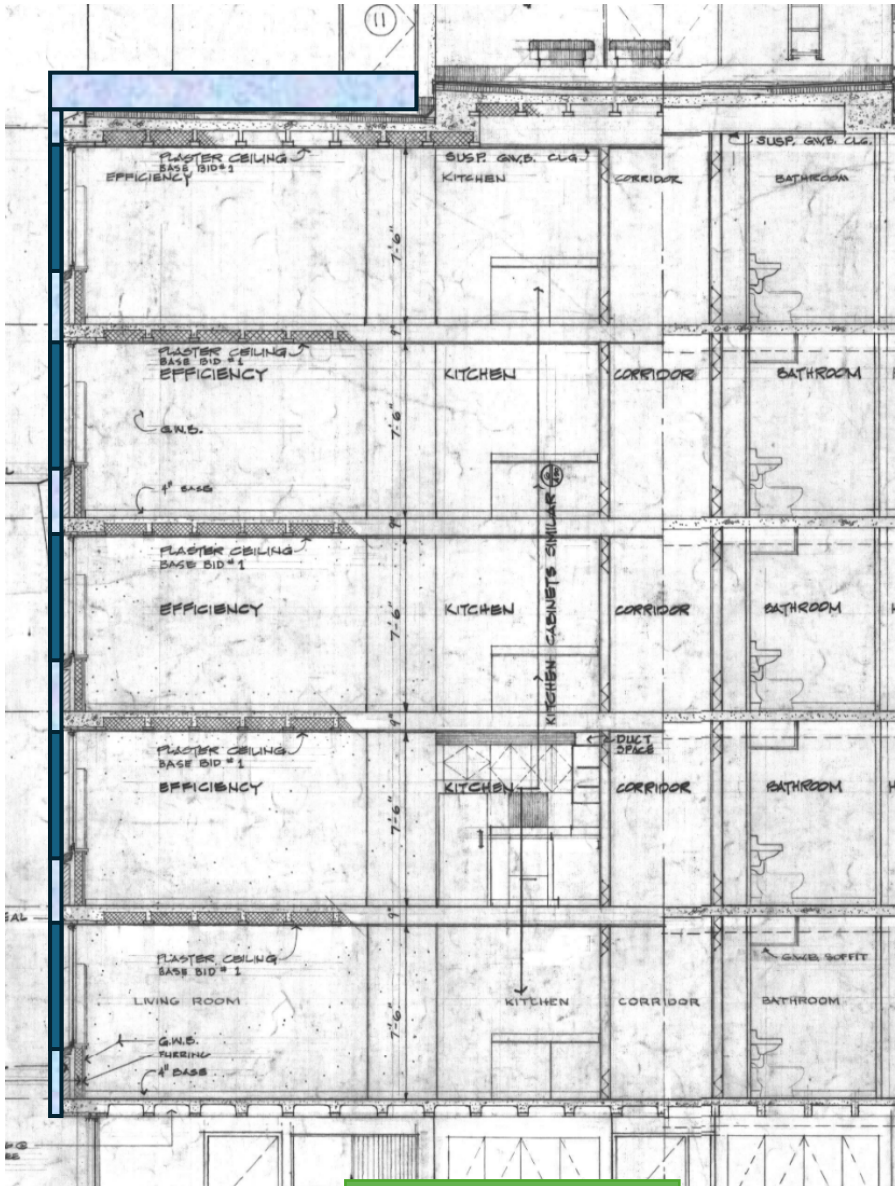 11
PLASTER CEILING
BASE BID #1
EFFICIENCY
SUSP. G.W.B. CLG.
KITCHEN
CORRIDOR
SUSP. G.W.B. CLG.
BATHROOM
7'-6"
9"
PLASTER CEILING
BASE BID #1
EFFICIENCY
KITCHEN
CORRIDOR
BATHROOM
G.W.B.
7'-6"
4" BASE
9"
PLASTER CEILING
BASE BID #1
EFFICIENCY
KITCHEN
KITCHEN CABINETS SIMILAR
CORRIDOR
BATHROOM
7'-6"
9"
PLASTER CEILING
BASE BID #1
EFFICIENCY
KITCHEN
DUCT
SPACE
CORRIDOR
BATHROOM
7'-6"
9"
PLASTER CEILING
BASE BID #1
G.W.B. SOFFIT
LIVING ROOM
KITCHEN
CORRIDOR
BATHROOM
7'-6"
G.W.B.
FURRING
4" BASE